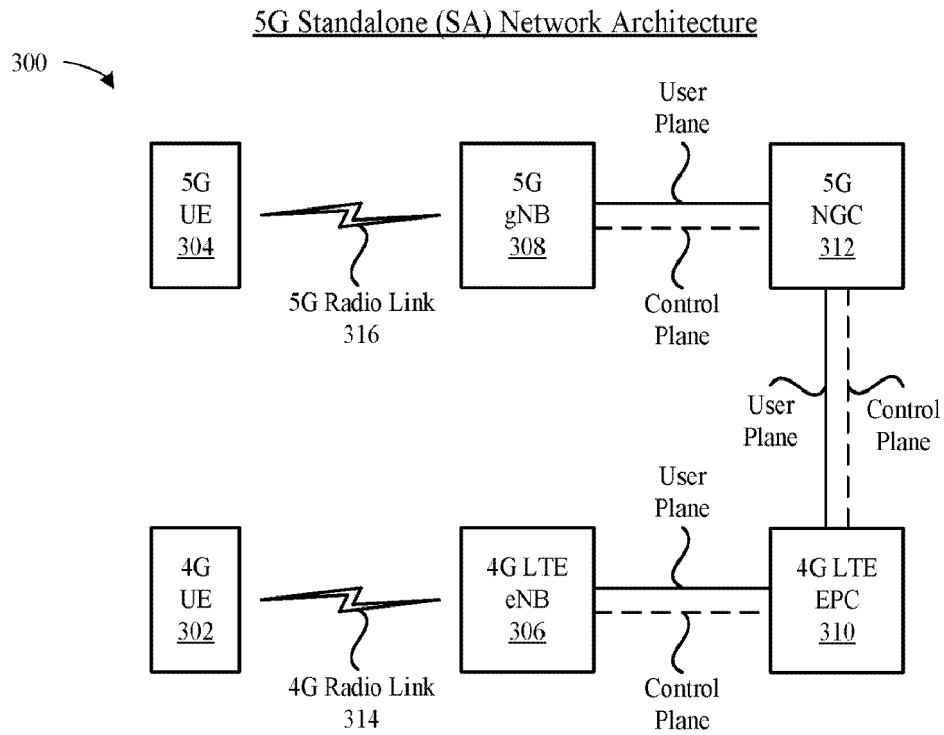 5G Standalone (SA) Network Architecture
300
User
Plane
5G
UE
304
5G
gNB
308
5G
NGC
312
5G Radio Link
316
Control
Plane
User
Plane
Control
Plane
User
Plane
4G
UE
302
4G LTE
eNB
306
4G LTE
EPC
310
4G Radio Link
314
Control
Plane